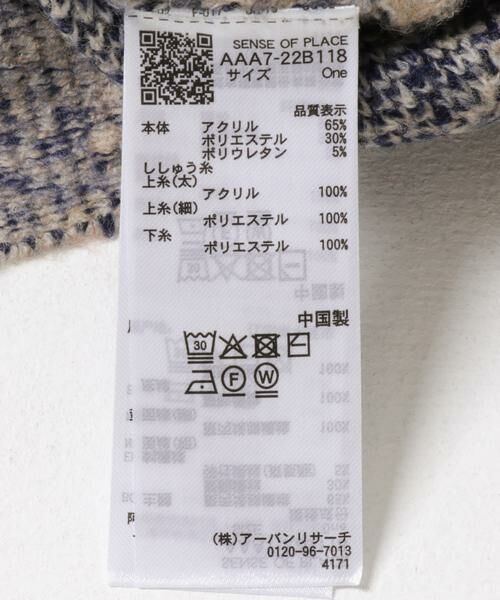 SENSE OF PLACE
AAA7-22B118
サイズ One
品質表示
本体 アクリル 65%
ポリエステル 30%
ポリウレタン 5%
ししゅう糸
上糸(太)
アクリル 100%
上糸(細)
ポリエステル 100%
下糸
ポリエステル 100%
中国製
30
F W
(株)アーバンリサーチ
0120-96-7013
4171